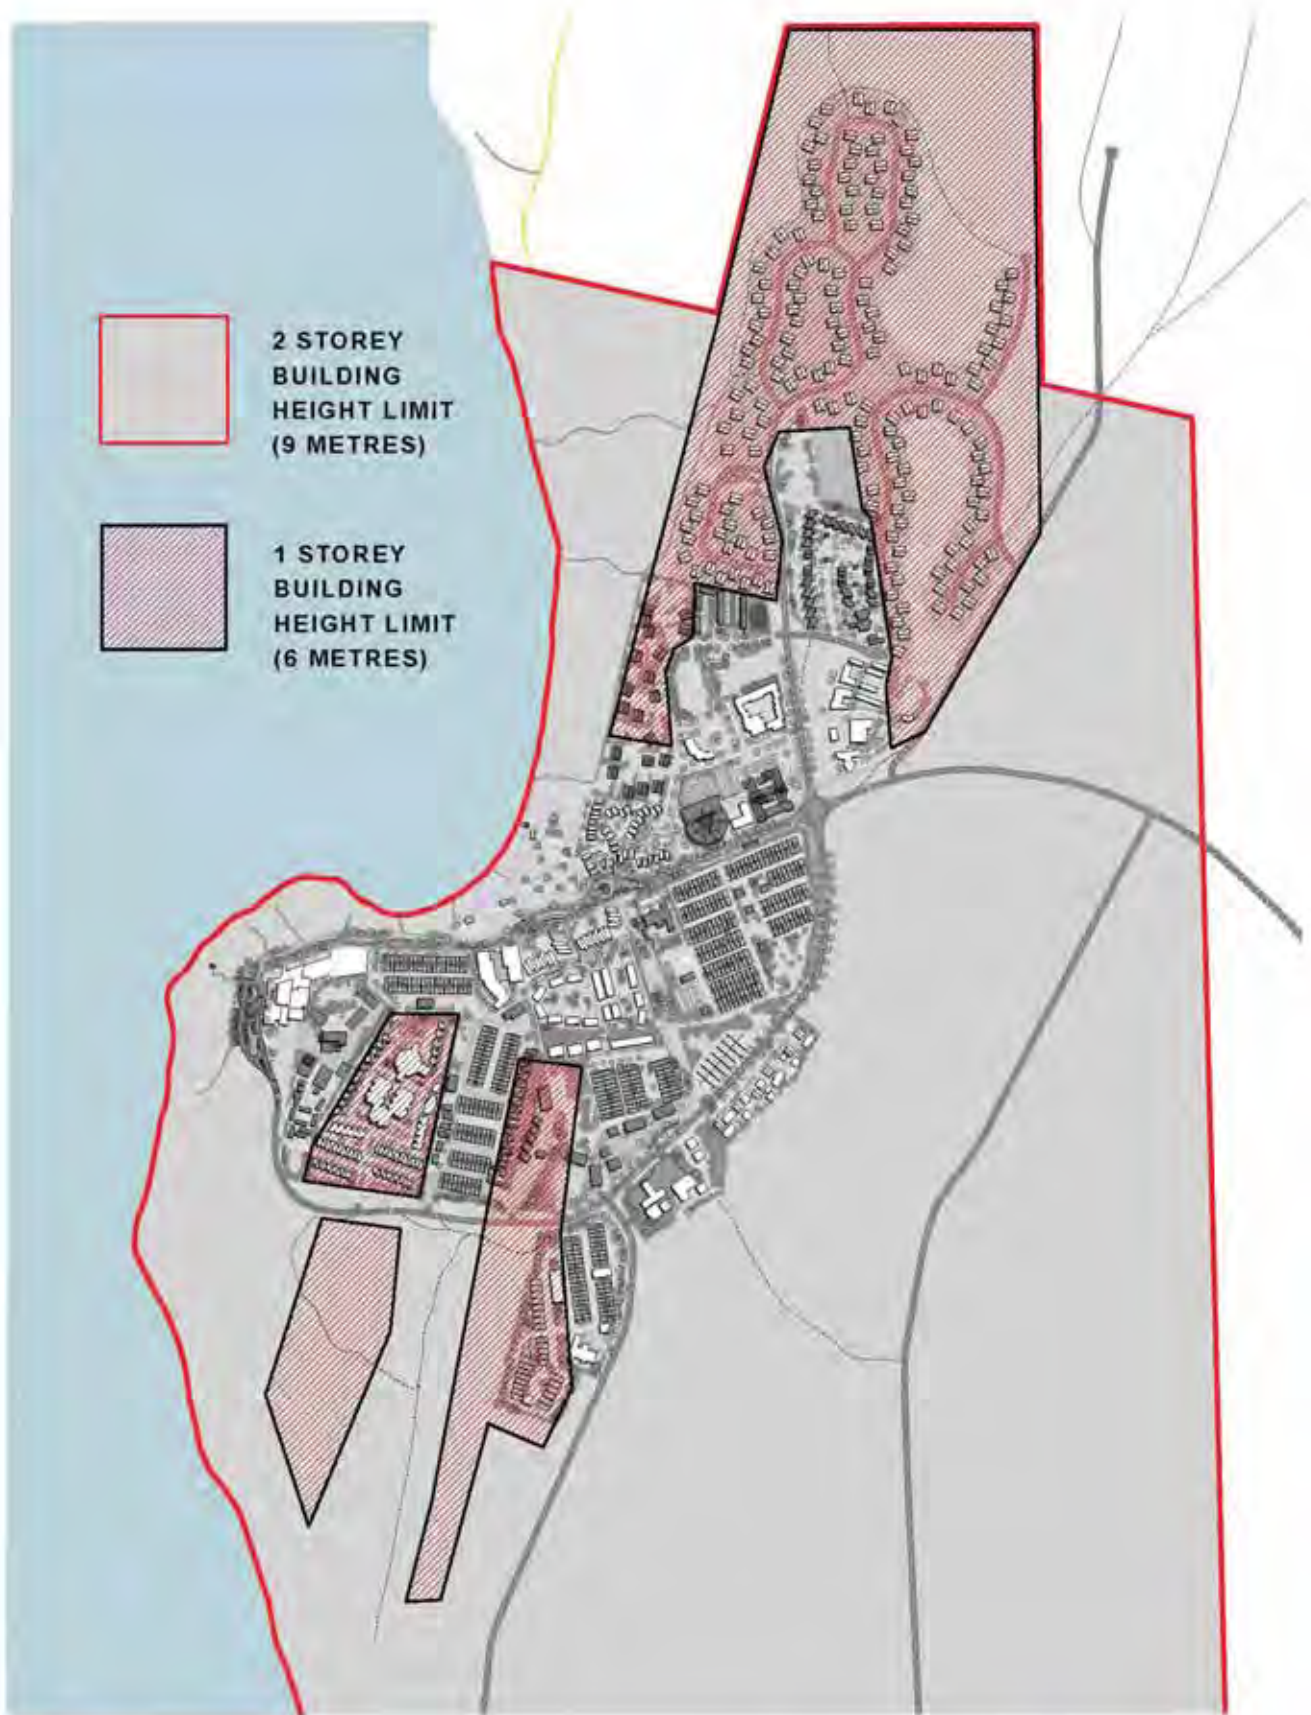 2 STOREY
BUILDING
HEIGHT LIMIT
(9 METRES)
1 STOREY
BUILDING
HEIGHT LIMIT
(6 METRES)